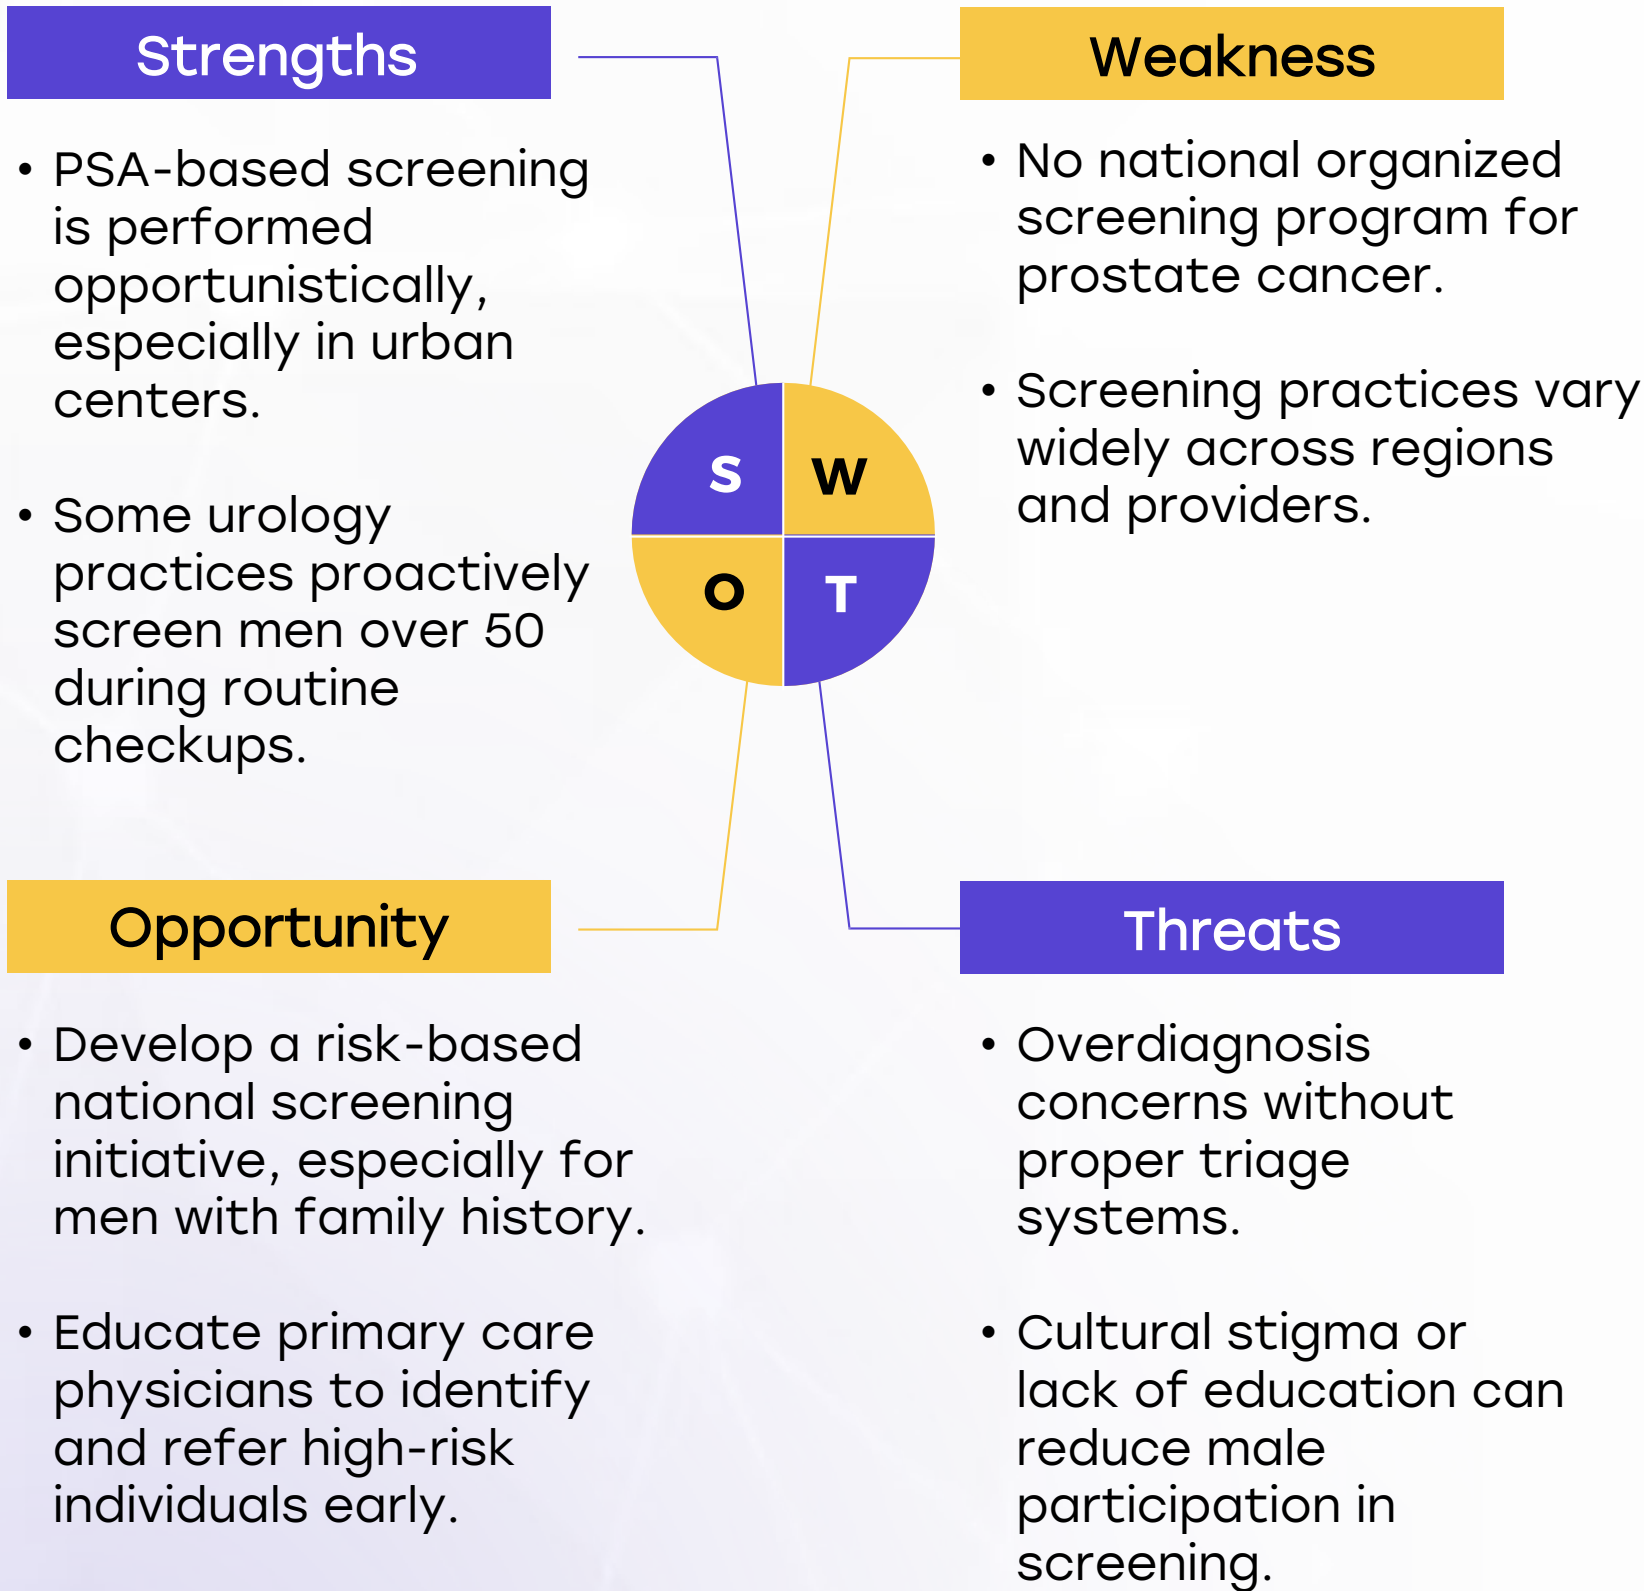 Strengths
• PSA-based screening
is performed
opportunistically,
especially in urban
centers.
• Some urology
practices proactively
screen men over 50
during routine
checkups.
Weakness
• No national organized
screening program for
prostate cancer.
• Screening practices vary
widely across regions
and providers.
S
W
O
T
Opportunity
• Develop a risk-based
national screening
initiative, especially for
men with family history.
• Educate primary care
physicians to identify
and refer high-risk
individuals early.
Threats
• Overdiagnosis
concerns without
proper triage
systems.
• Cultural stigma or
lack of education can
reduce male
participation in
screening.